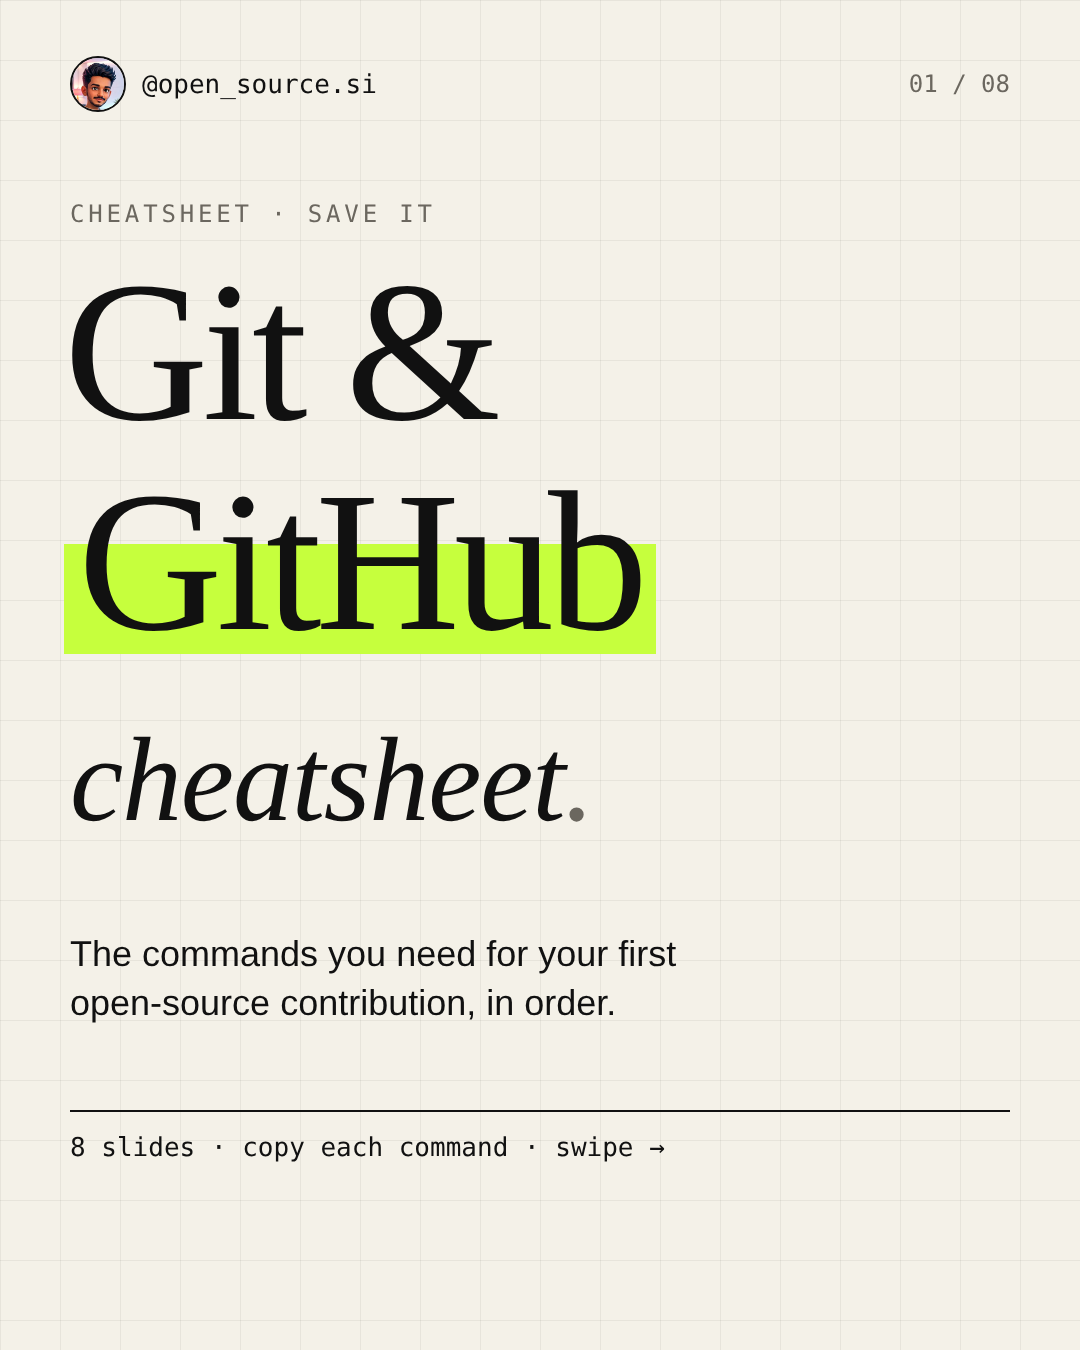 @open_source.si
01 / 08
CHEATSHEET · SAVE IT
Git &
GitHub
cheatsheet.
The commands you need for your first
open-source contribution, in order.
8 slides · copy each command · swipe →